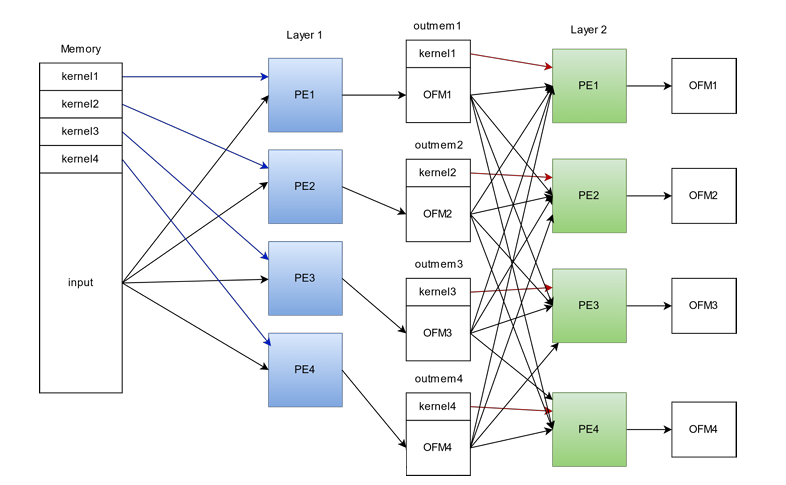 Memory
kernel1
kernel2
kernel3
kernel4
input
Layer 1
PE1
PE2
PE3
PE4
outmem1
kernel1
OFM1
outmem2
kernel2
OFM2
outmem3
kernel3
OFM3
outmem4
kernel4
OFM4
Layer 2
PE1
PE2
PE3
PE4
OFM1
OFM2
OFM3
OFM4